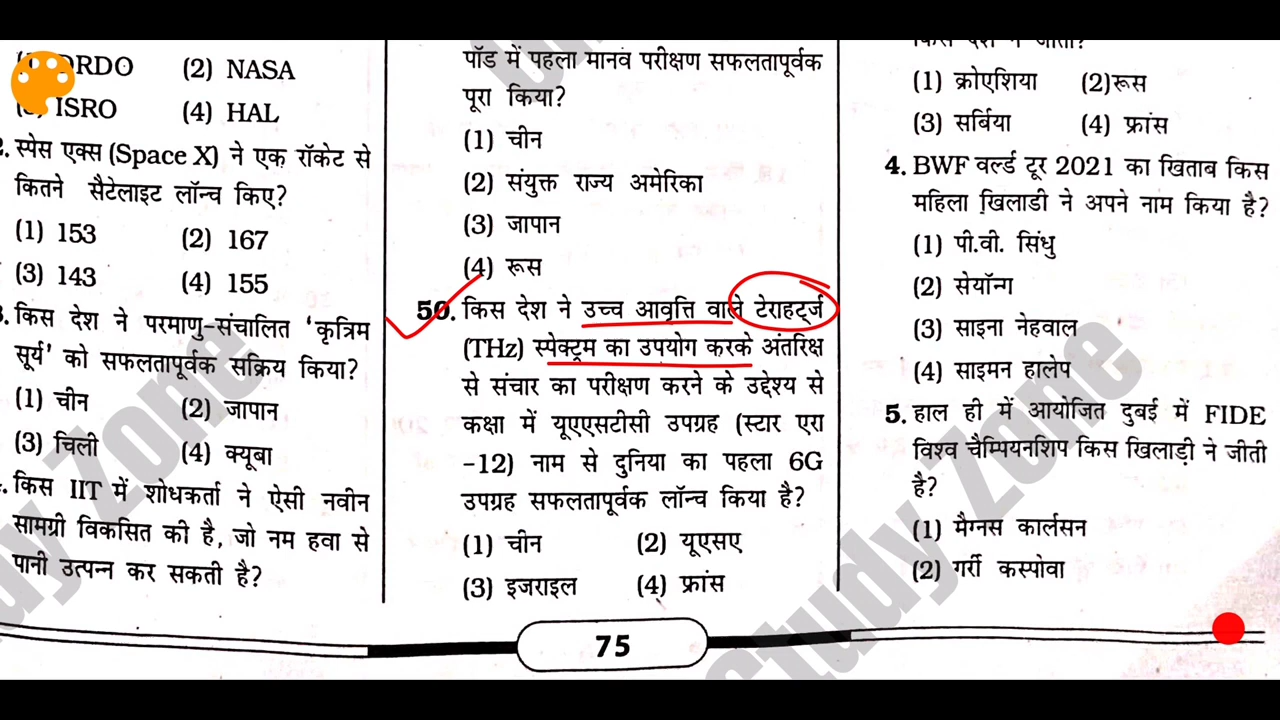 DRDO (2) NASA
ISRO (4) HAL
स्पेस एक्स (Space X) ने एक रॉकेट से
कितने सैटेलाइट लॉन्च किए?
(1) 153 (2) 167
(3) 143 (4) 155
किस देश ने परमाणु-संचालित ‘कृत्रिम
सूर्य’ को सफलतापूर्वक सक्रिय किया?
(1) चीन (2) जापान
(3) चिली (4) क्यूबा
किस IIT में शोधकर्ता ने ऐसी नवीन
सामग्री विकसित की है, जो नम हवा से
पानी उत्पन्न कर सकती है?
पॉड में पहला मानव परीक्षण सफलतापूर्वक
पूरा किया?
(1) चीन
(2) संयुक्त राज्य अमेरिका
(3) जापान
(4) रूस
50. किस देश ने उच्च आवृत्ति वाले टेराहर्ट्ज
(THz) स्पेक्ट्रम का उपयोग करके अंतरिक्ष
से संचार का परीक्षण करने के उद्देश्य से
कक्षा में यूएएसटीसी उपग्रह (स्टार एरा
-12) नाम से दुनिया का पहला 6G
उपग्रह सफलतापूर्वक लॉन्च किया है?
(1) चीन (2) यूएसए
(3) इजराइल (4) फ्रांस
(1) क्रोएशिया (2)रूस
(3) सर्बिया (4) फ्रांस
4. BWF वर्ल्ड टूर 2021 का खिताब किस
महिला खिलाडी ने अपने नाम किया है?
(1) पी.वी. सिंधु
(2) सेयॉन्ग
(3) साइना नेहवाल
(4) साइमन हालेप
5. हाल ही में आयोजित दुबई में FIDE
विश्व चैम्पियनशिप किस खिलाड़ी ने जीती
है?
(1) मैग्नस कार्लसन
(2) गर्री कस्पोवा
75
Study Zone